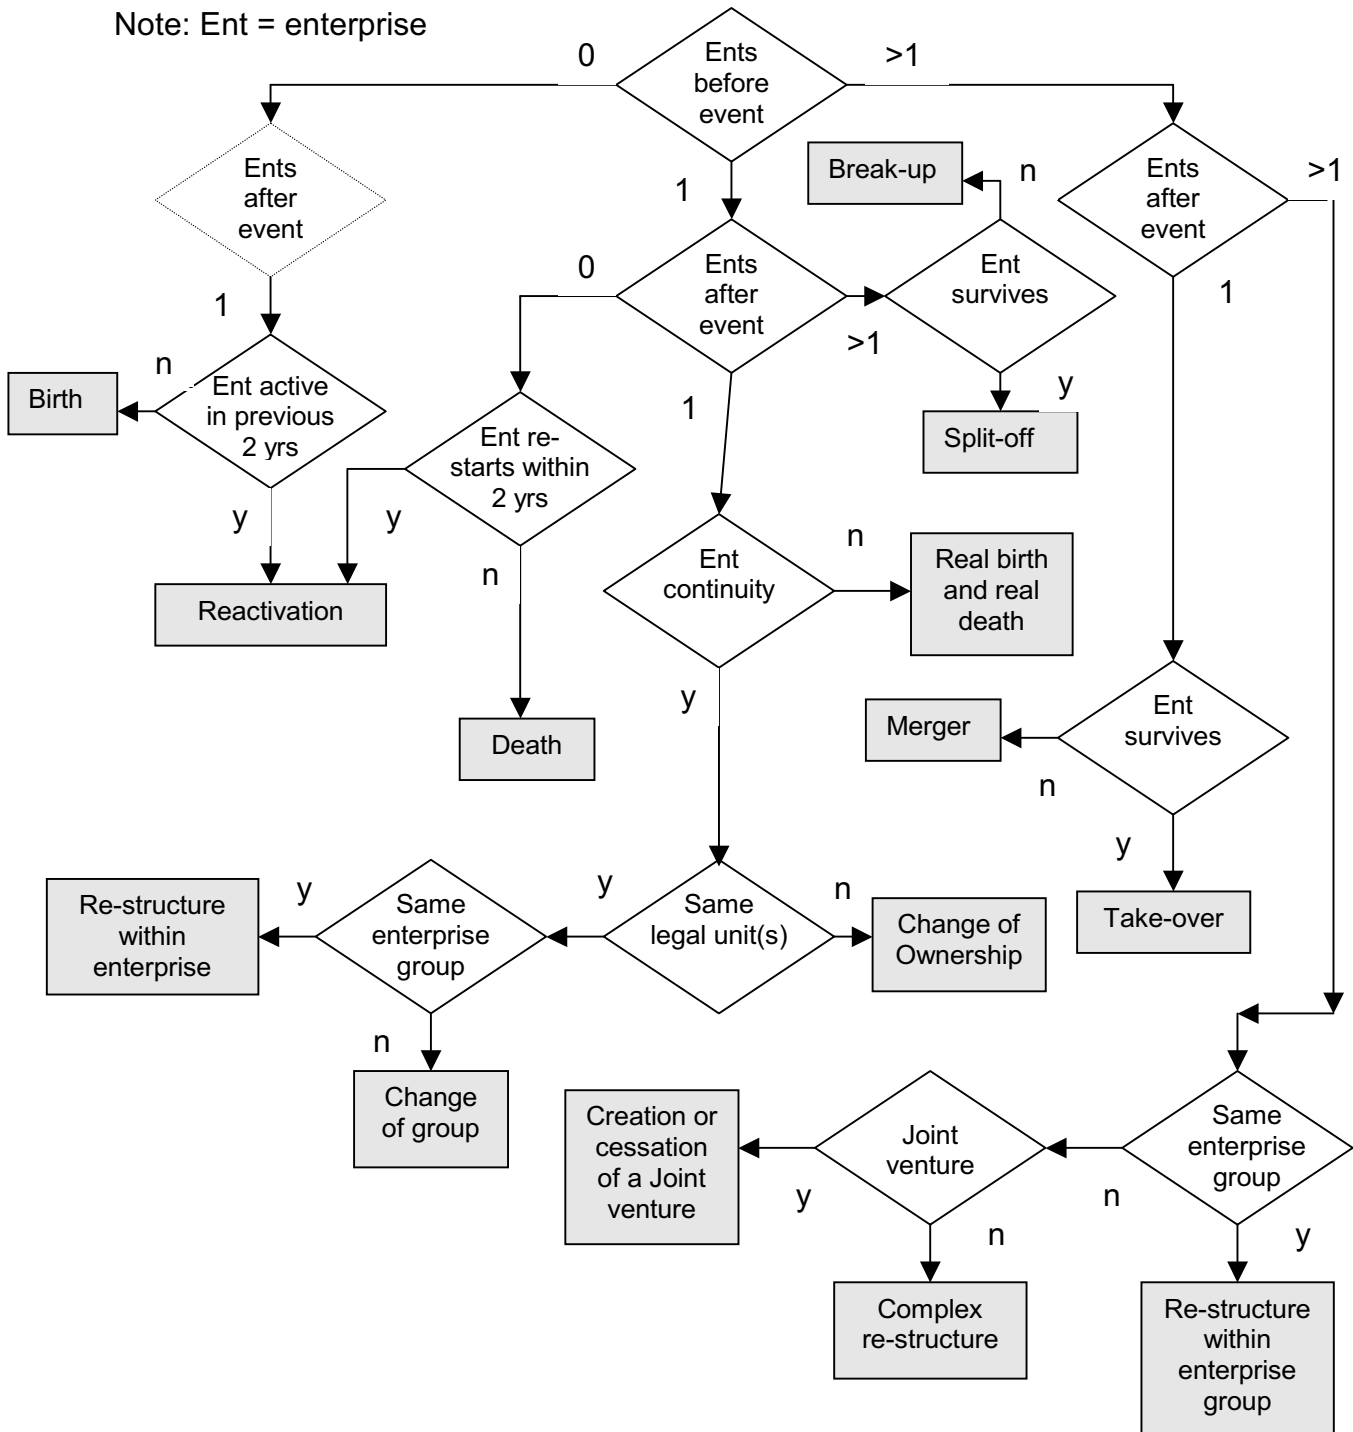 Note: Ent = enterprise
0
Ents
before
event
>1
Ents
after
event
1
Break-up
n
Ents
after
event
>1
0
Ents
after
event
>1
Ent
survives
1
1
n
Birth
Ent active
in previous
2 yrs
y
Ent re-
starts within
2 yrs
y
n
1
y
Split-off
Reactivation
Death
Ent
continuity
n
Real birth
and real
death
y
Merger
n
Ent
survives
y
Take-over
Re-structure
within
enterprise
y
Same
enterprise
group
y
Same
legal unit(s)
n
Change of
Ownership
n
Change
of group
Creation or
cessation
of a Joint
venture
y
Joint
venture
n
Same
enterprise
group
n
y
Complex
re-structure
Re-structure
within
enterprise
group